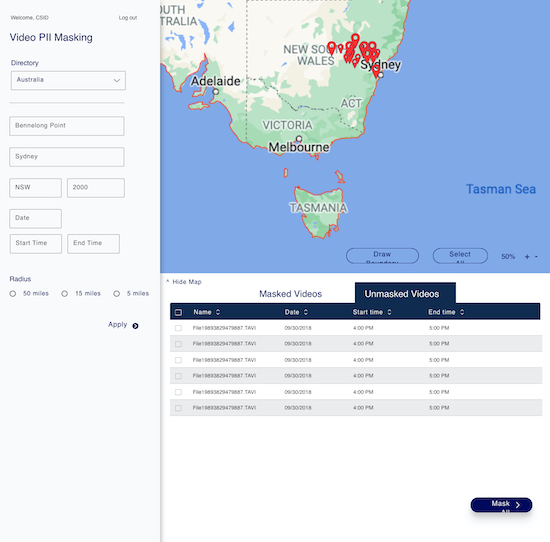 Welcome, CSID
Log out
Video PII Masking
Directory
Australia
Bennelong Point
Sydney
NSW
2000
Date
Start Time
End Time
Radius
50 miles
15 miles
5 miles
Apply
SOUTH
AUSTRALIA
NEW SOUTH
WALES
Sydney
Adelaide
ACT
VICTORIA
Melbourne
TASMANIA
Tasman Sea
Draw
Boundary
Select
All
50%
+
-
^ Hide Map
Masked Videos
Unmasked Videos
Name
Date
Start time
End time
File19893829479887.TAVI 09/30/2018 4:00 PM 5:00 PM
File19893829479887.TAVI 09/30/2018 4:00 PM 5:00 PM
File19893829479887.TAVI 09/30/2018 4:00 PM 5:00 PM
File19893829479887.TAVI 09/30/2018 4:00 PM 5:00 PM
File19893829479887.TAVI 09/30/2018 4:00 PM 5:00 PM
File19893829479887.TAVI 09/30/2018 4:00 PM 5:00 PM
Mask
All